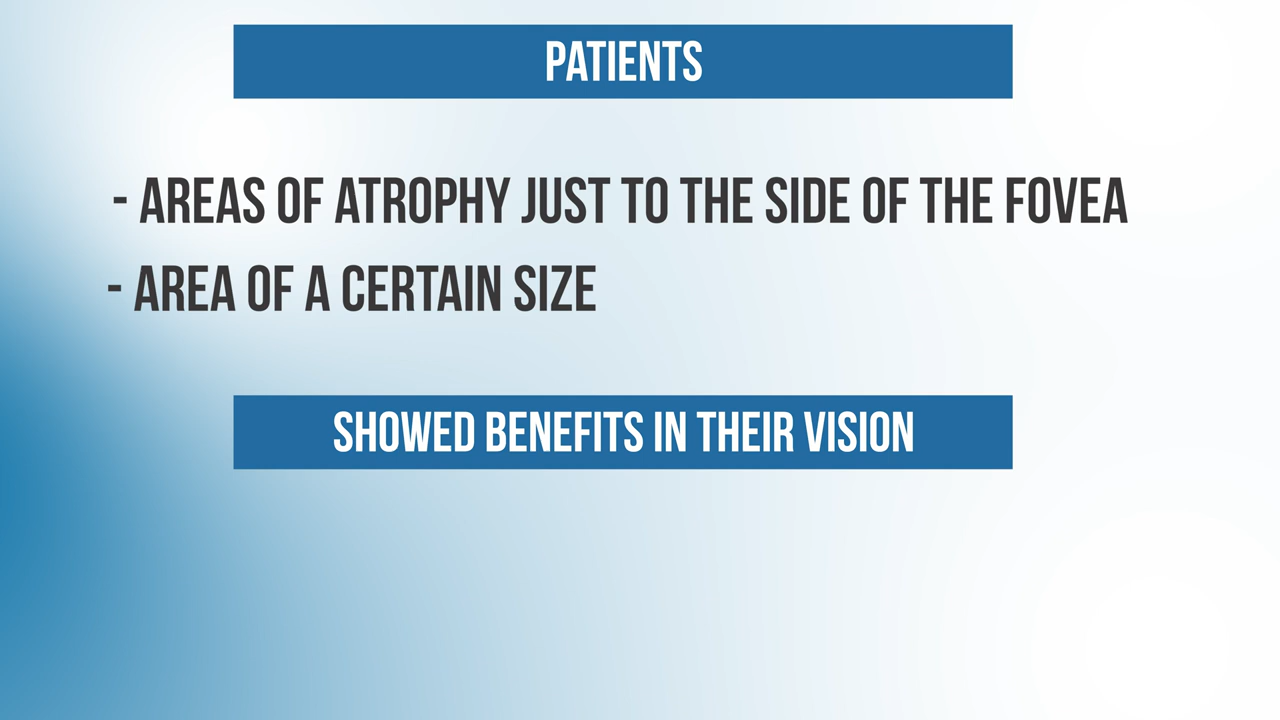 PATIENTS
- AREAS OF ATROPHY JUST TO THE SIDE OF THE FOVEA
- AREA OF A CERTAIN SIZE
SHOWED BENEFITS IN THEIR VISION